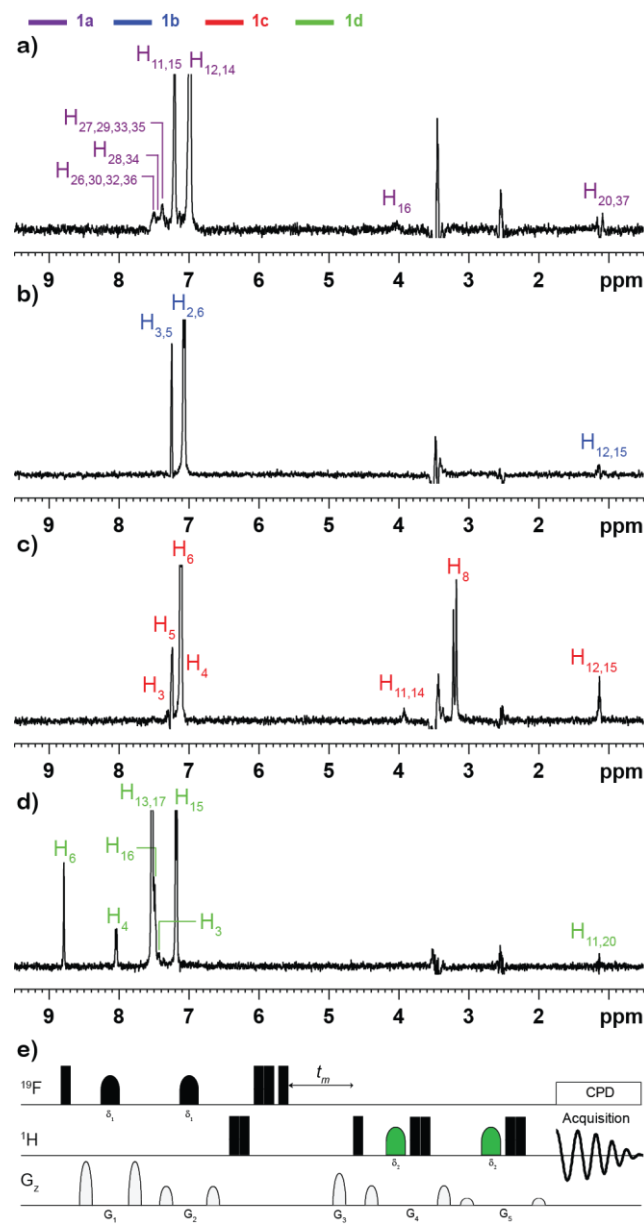 1a 1b 1c 1d
a)
H11,15 H12,14
H27,29,33,35
H28,34
H26,30,32,36
H16
H20,37
9 8 7 6 5 4 3 2 ppm
b)
H3,5 H2,6
H12,15
9 8 7 6 5 4 3 2 ppm
c)
H6
H8
H5
H3 H4
H11,14
H12,15
9 8 7 6 5 4 3 2 ppm
d)
H13,17 H15
H16
H6
H4 H3
H11,20
9 8 7 6 5 4 3 2 ppm
e)
19F tm CPD
δ1 δ1
Acquisition
1H
δ2 δ2
Gz
G1 G2 G3 G4 G5